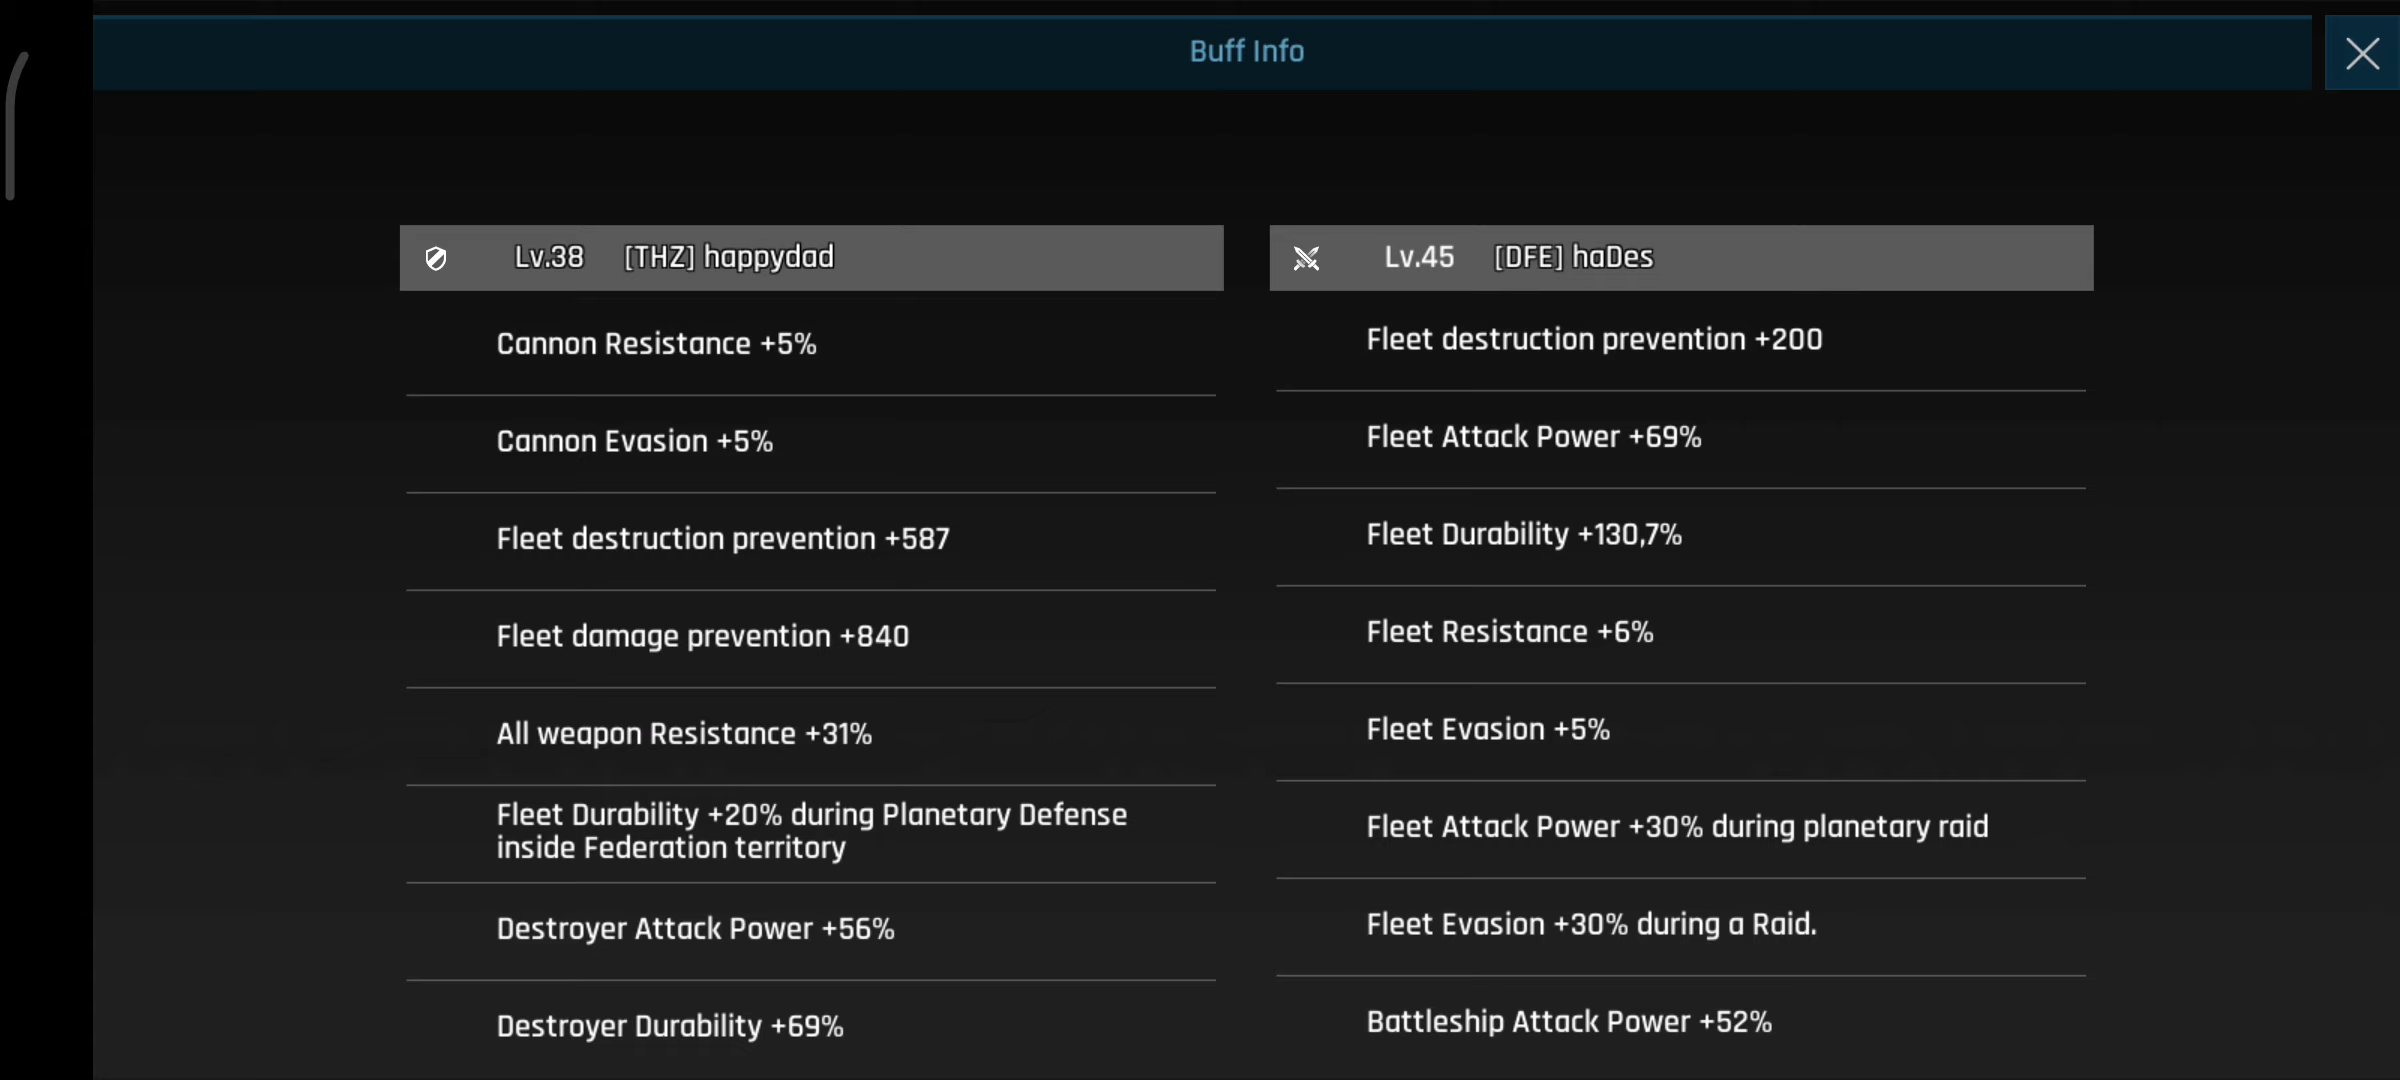 Buff Info
Lv.38 [THZ] happydad
Cannon Resistance +5%
Cannon Evasion +5%
Fleet destruction prevention +587
Fleet damage prevention +840
All weapon Resistance +31%
Fleet Durability +20% during Planetary Defense
inside Federation territory
Destroyer Attack Power +56%
Destroyer Durability +69%
Lv.45 [DFE] haDes
Fleet destruction prevention +200
Fleet Attack Power +69%
Fleet Durability +130,7%
Fleet Resistance +6%
Fleet Evasion +5%
Fleet Attack Power +30% during planetary raid
Fleet Evasion +30% during a Raid.
Battleship Attack Power +52%